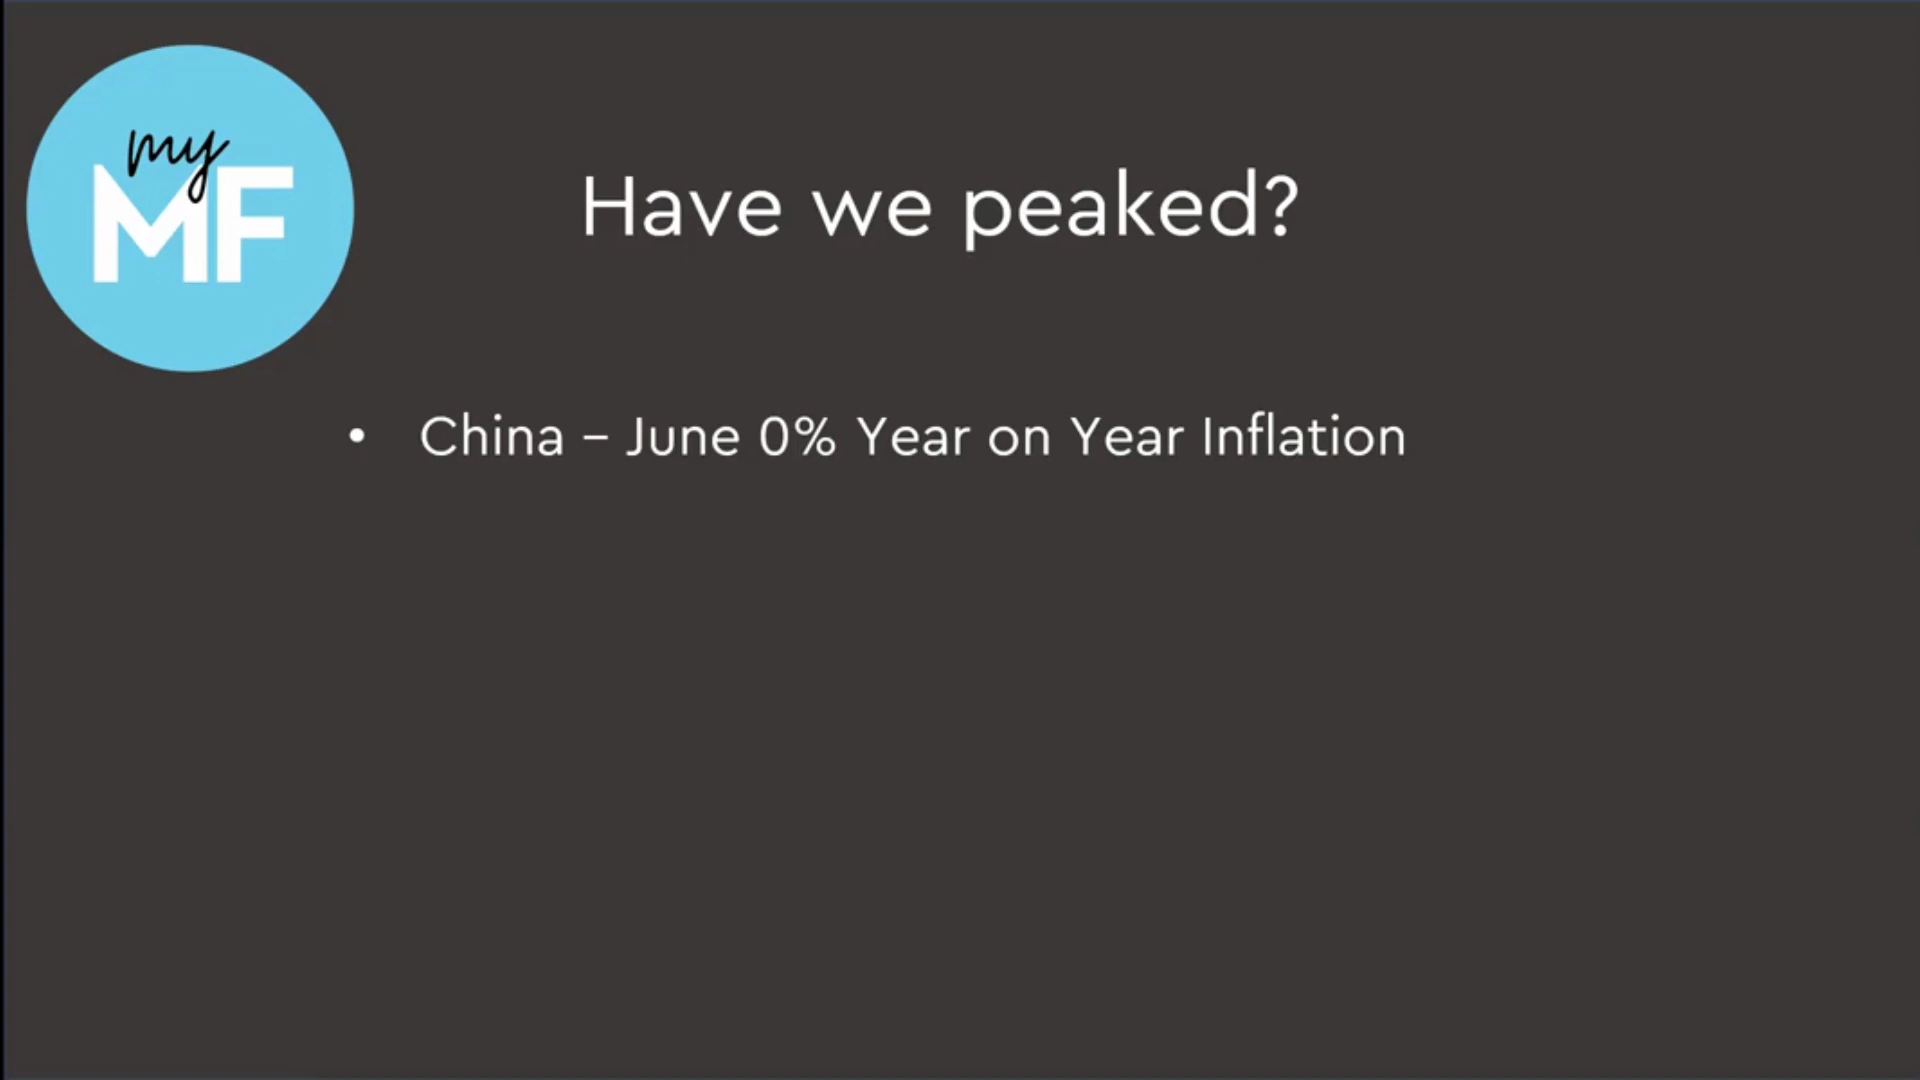 my
MF
Have we peaked?
• China – June 0% Year on Year Inflation